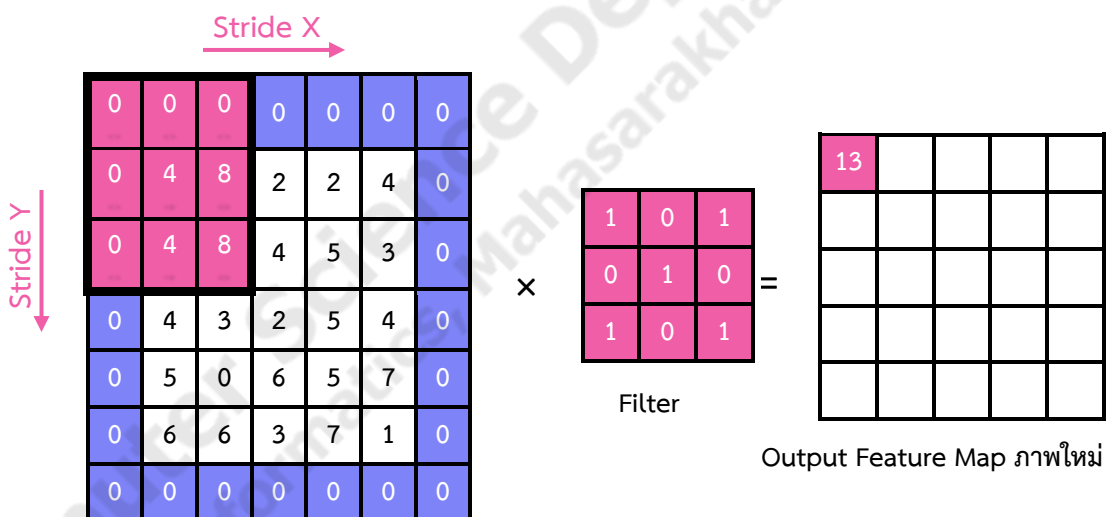 Stride X
Stride Y
0 0 0 0 0 0 0
0 4 8 2 2 4 0
0 4 8 4 5 3 0
0 4 3 2 5 4 0
0 5 0 6 5 7 0
0 6 6 3 7 1 0
0 0 0 0 0 0 0
×
1 0 1
0 1 0
1 0 1
Filter
=
13
Output Feature Map ภาพใหม่